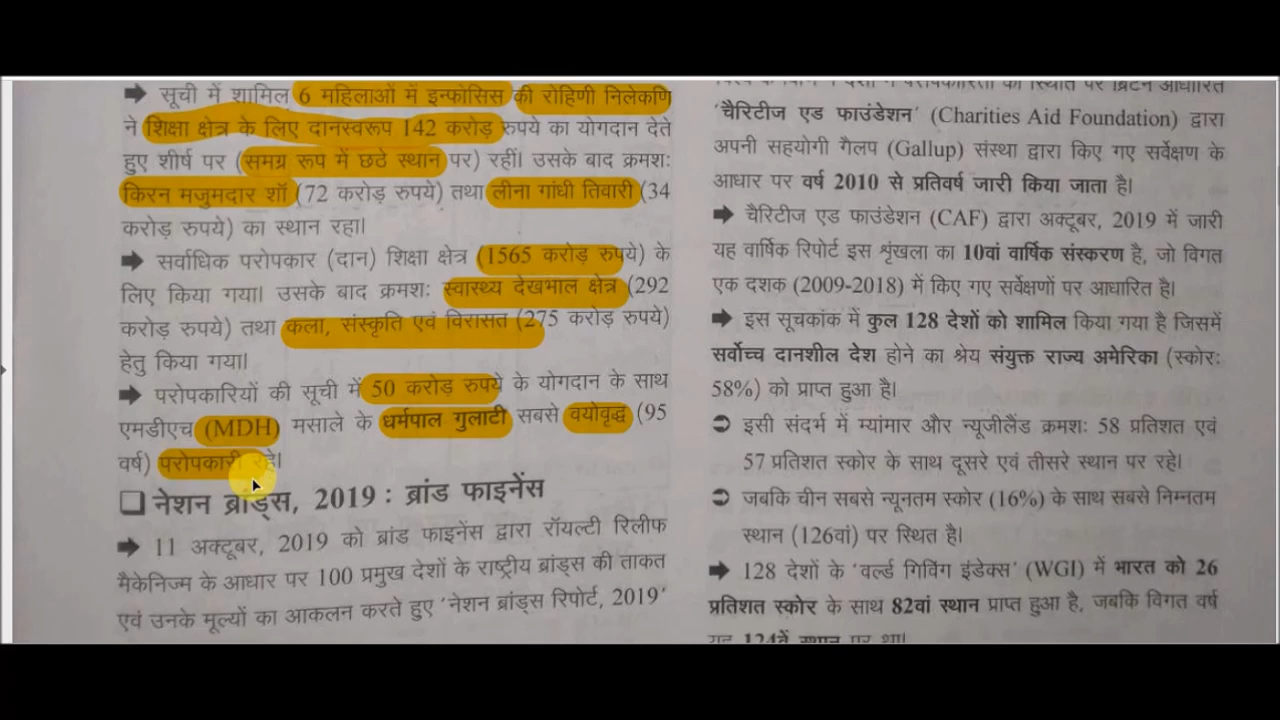 ➡ सूची में शामिल 6 महिलाओं में इन्फोसिस की रोहिणी निलेकणि
ने शिक्षा क्षेत्र के लिए दानस्वरूप 142 करोड़ रुपये का योगदान देते
हुए शीर्ष पर (समग्र रूप में छठे स्थान पर) रहीं। उसके बाद क्रमशः
किरन मजुमदार शॉ (72 करोड़ रुपये) तथा लीना गांधी तिवारी (34
करोड़ रुपये) का स्थान रहा।
➡ सर्वाधिक परोपकार (दान) शिक्षा क्षेत्र (1565 करोड़ रुपये) के
लिए किया गया। उसके बाद क्रमशः स्वास्थ्य देखभाल क्षेत्र (292
करोड़ रुपये) तथा कला, संस्कृति एवं विरासत (275 करोड़ रुपये)
हेतु किया गया।
➡ परोपकारियों की सूची में 50 करोड़ रुपये के योगदान के साथ
एमडीएच (MDH) मसाले के धर्मपाल गुलाटी सबसे वयोवृद्ध (95
वर्ष) परोपकारी रहे।
❑ नेशन ब्रांड्स, 2019 : ब्रांड फाइनेंस
➡ 11 अक्टूबर, 2019 को ब्रांड फाइनेंस द्वारा रॉयल्टी रिलीफ
मैकेनिज्म के आधार पर 100 प्रमुख देशों के राष्ट्रीय ब्रांड्स की ताकत
एवं उनके मूल्यों का आकलन करते हुए 'नेशन ब्रांड्स रिपोर्ट, 2019'
में परोपकारिता की स्थिति पर ब्रिटेन आधारित
'चैरिटीज एड फाउंडेशन' (Charities Aid Foundation) द्वारा
अपनी सहयोगी गैलप (Gallup) संस्था द्वारा किए गए सर्वेक्षण के
आधार पर वर्ष 2010 से प्रतिवर्ष जारी किया जाता है।
➡ चैरिटीज एड फाउंडेशन (CAF) द्वारा अक्टूबर, 2019 में जारी
यह वार्षिक रिपोर्ट इस शृंखला का 10वां वार्षिक संस्करण है, जो विगत
एक दशक (2009-2018) में किए गए सर्वेक्षणों पर आधारित है।
➡ इस सूचकांक में कुल 128 देशों को शामिल किया गया है जिसमें
सर्वोच्च दानशील देश होने का श्रेय संयुक्त राज्य अमेरिका (स्कोरः
58%) को प्राप्त हुआ है।
➲ इसी संदर्भ में म्यांमार और न्यूजीलैंड क्रमशः 58 प्रतिशत एवं
57 प्रतिशत स्कोर के साथ दूसरे एवं तीसरे स्थान पर रहे।
➲ जबकि चीन सबसे न्यूनतम स्कोर (16%) के साथ सबसे निम्नतम
स्थान (126वां) पर स्थित है।
➡ 128 देशों के 'वर्ल्ड गिविंग इंडेक्स' (WGI) में भारत को 26
प्रतिशत स्कोर के साथ 82वां स्थान प्राप्त हुआ है, जबकि विगत वर्ष
यह 124वें स्थान पर था।